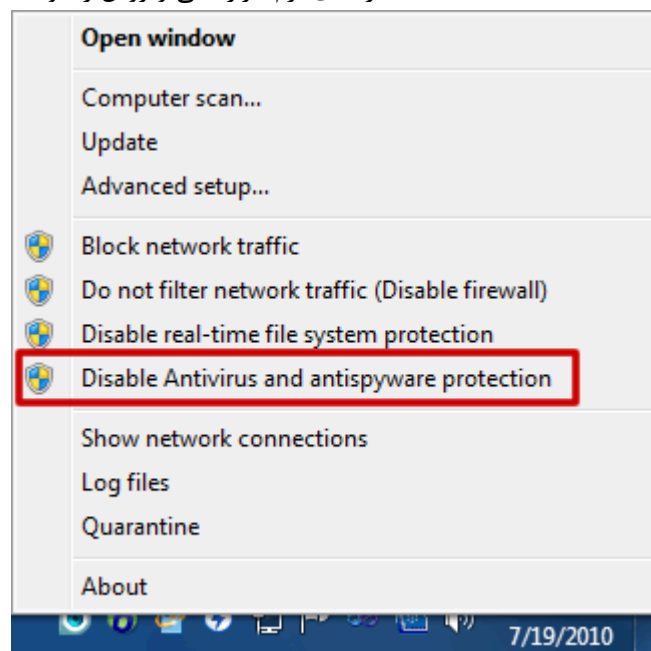 Open window
Computer scan...
Update
Advanced setup...
Block network traffic
Do not filter network traffic (Disable firewall)
Disable real-time file system protection
Disable Antivirus and antispyware protection
Show network connections
Log files
Quarantine
About
7/19/2010